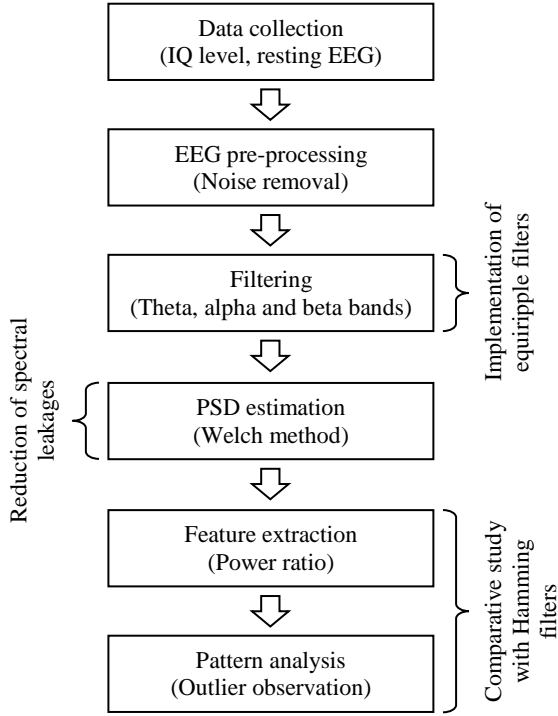 Data collection
(IQ level, resting EEG)
EEG pre-processing
(Noise removal)
Filtering
(Theta, alpha and beta bands)
Implementation of
equiripple filters
PSD estimation
(Welch method)
Reduction of spectral
leakages
Feature extraction
(Power ratio)
Pattern analysis
(Outlier observation)
Comparative study
with Hamming
filters